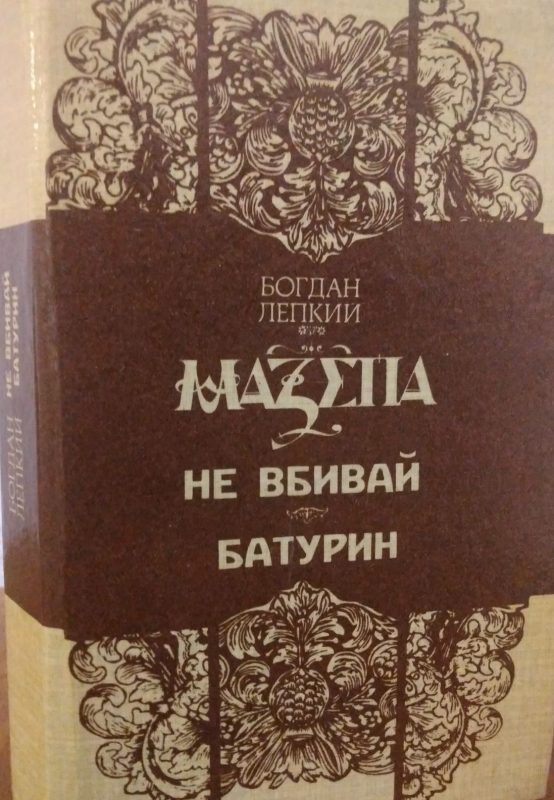 БОГДАН
ЛЕПКИЙ
МАЗЕПА
НЕ ВБИВАЙ
БАТУРИН
БОГДАН
ЛЕПКИЙ
НЕ ВБИВАЙ
БАТУРИН